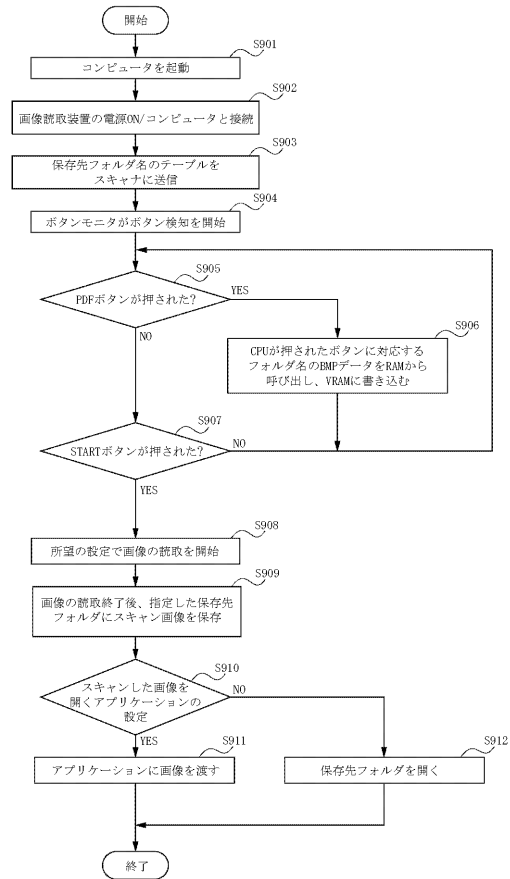 開始
S901
コンピュータを起動
S902
画像読取装置の電源ON/コンピュータと接続
S903
保存先フォルダ名のテーブルを
スキャナに送信
S904
ボタンモニタがボタン検知を開始
S905
PDFボタンが押された?
YES
NO
S906
CPUが押されたボタンに対応する
フォルダ名のBMPデータをRAMから
呼び出し、VRAMに書き込む
S907
STARTボタンが押された?
NO
YES
S908
所望の設定で画像の読取を開始
S909
画像の読取終了後、指定した保存先
フォルダにスキャン画像を保存
S910
スキャンした画像を
開くアプリケーションの
設定
NO
YES
S911
アプリケーションに画像を渡す
S912
保存先フォルダを開く
終了